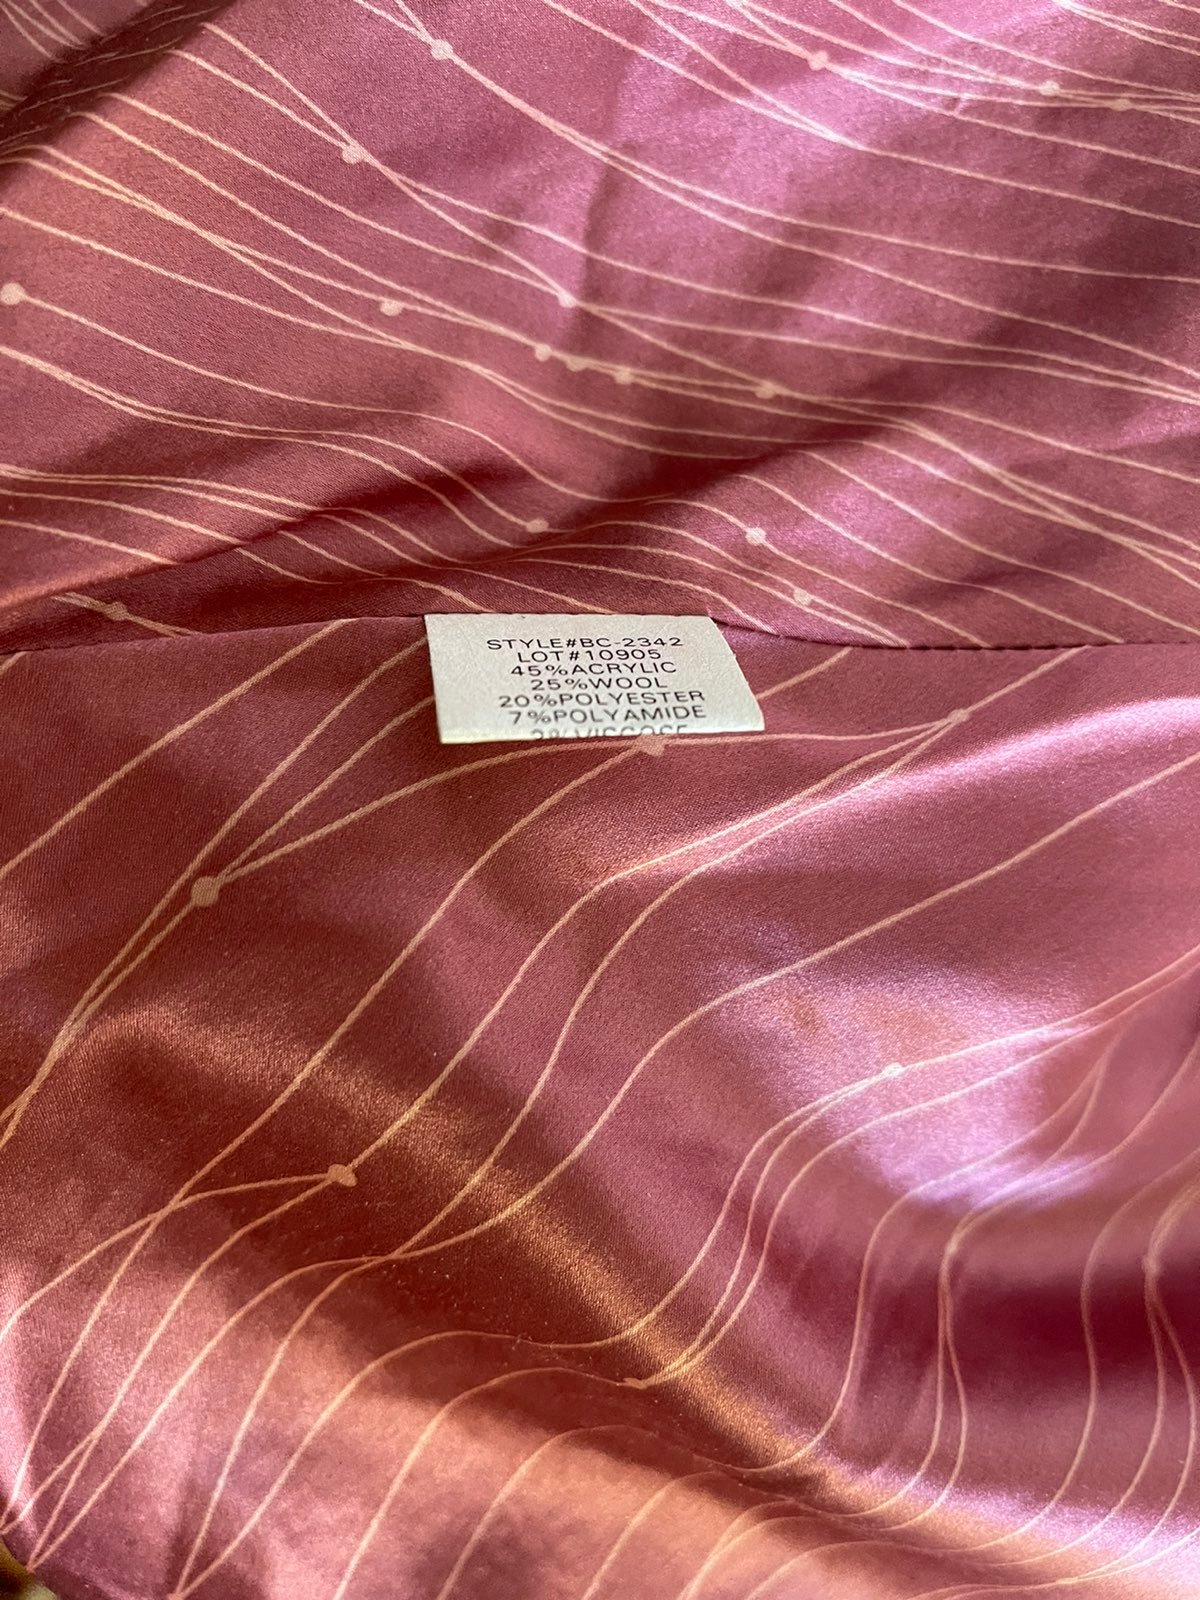 STYLE#BC-2342
LOT#10905
45%ACRYLIC
25%WOOL
20%POLYESTER
7%POLYAMIDE